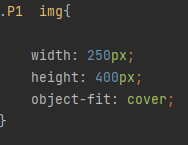 .P1  img{
width: 250px;
height: 400px;
object-fit: cover;
}